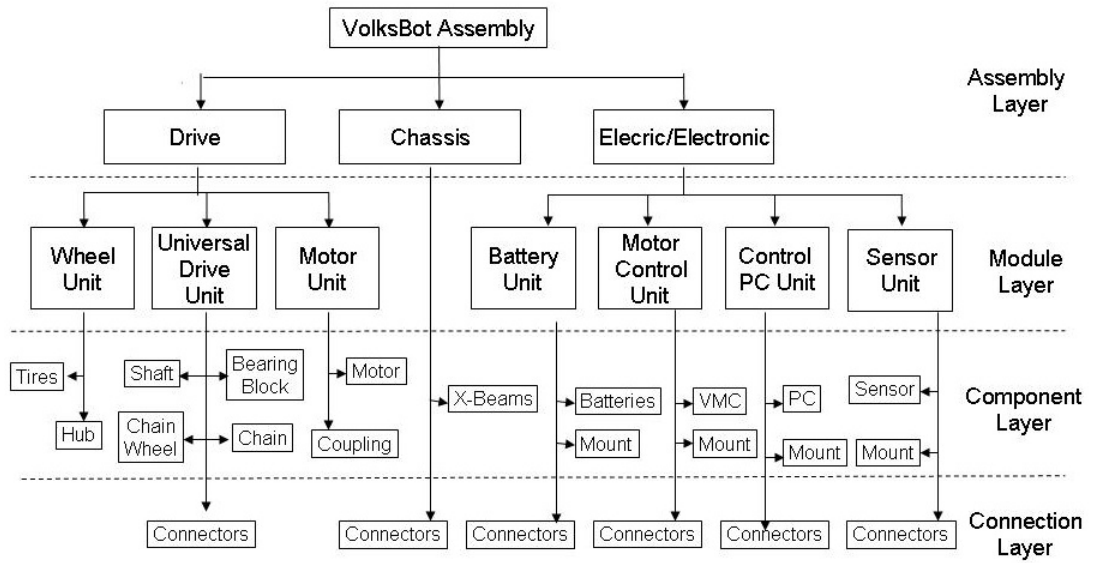 VolksBot Assembly
Assembly
Layer
Drive
Chassis
Elecric/Electronic
Wheel
Unit
Universal
Drive
Unit
Motor
Unit
Battery
Unit
Motor
Control
Unit
Control
PC Unit
Sensor
Unit
Module
Layer
Tires
Hub
Shaft
Bearing
Block
Chain
Wheel
Chain
Motor
Coupling
X-Beams
Batteries
Mount
VMC
Mount
PC
Mount
Sensor
Mount
Component
Layer
Connectors
Connectors
Connectors
Connectors
Connectors
Connectors
Connection
Layer